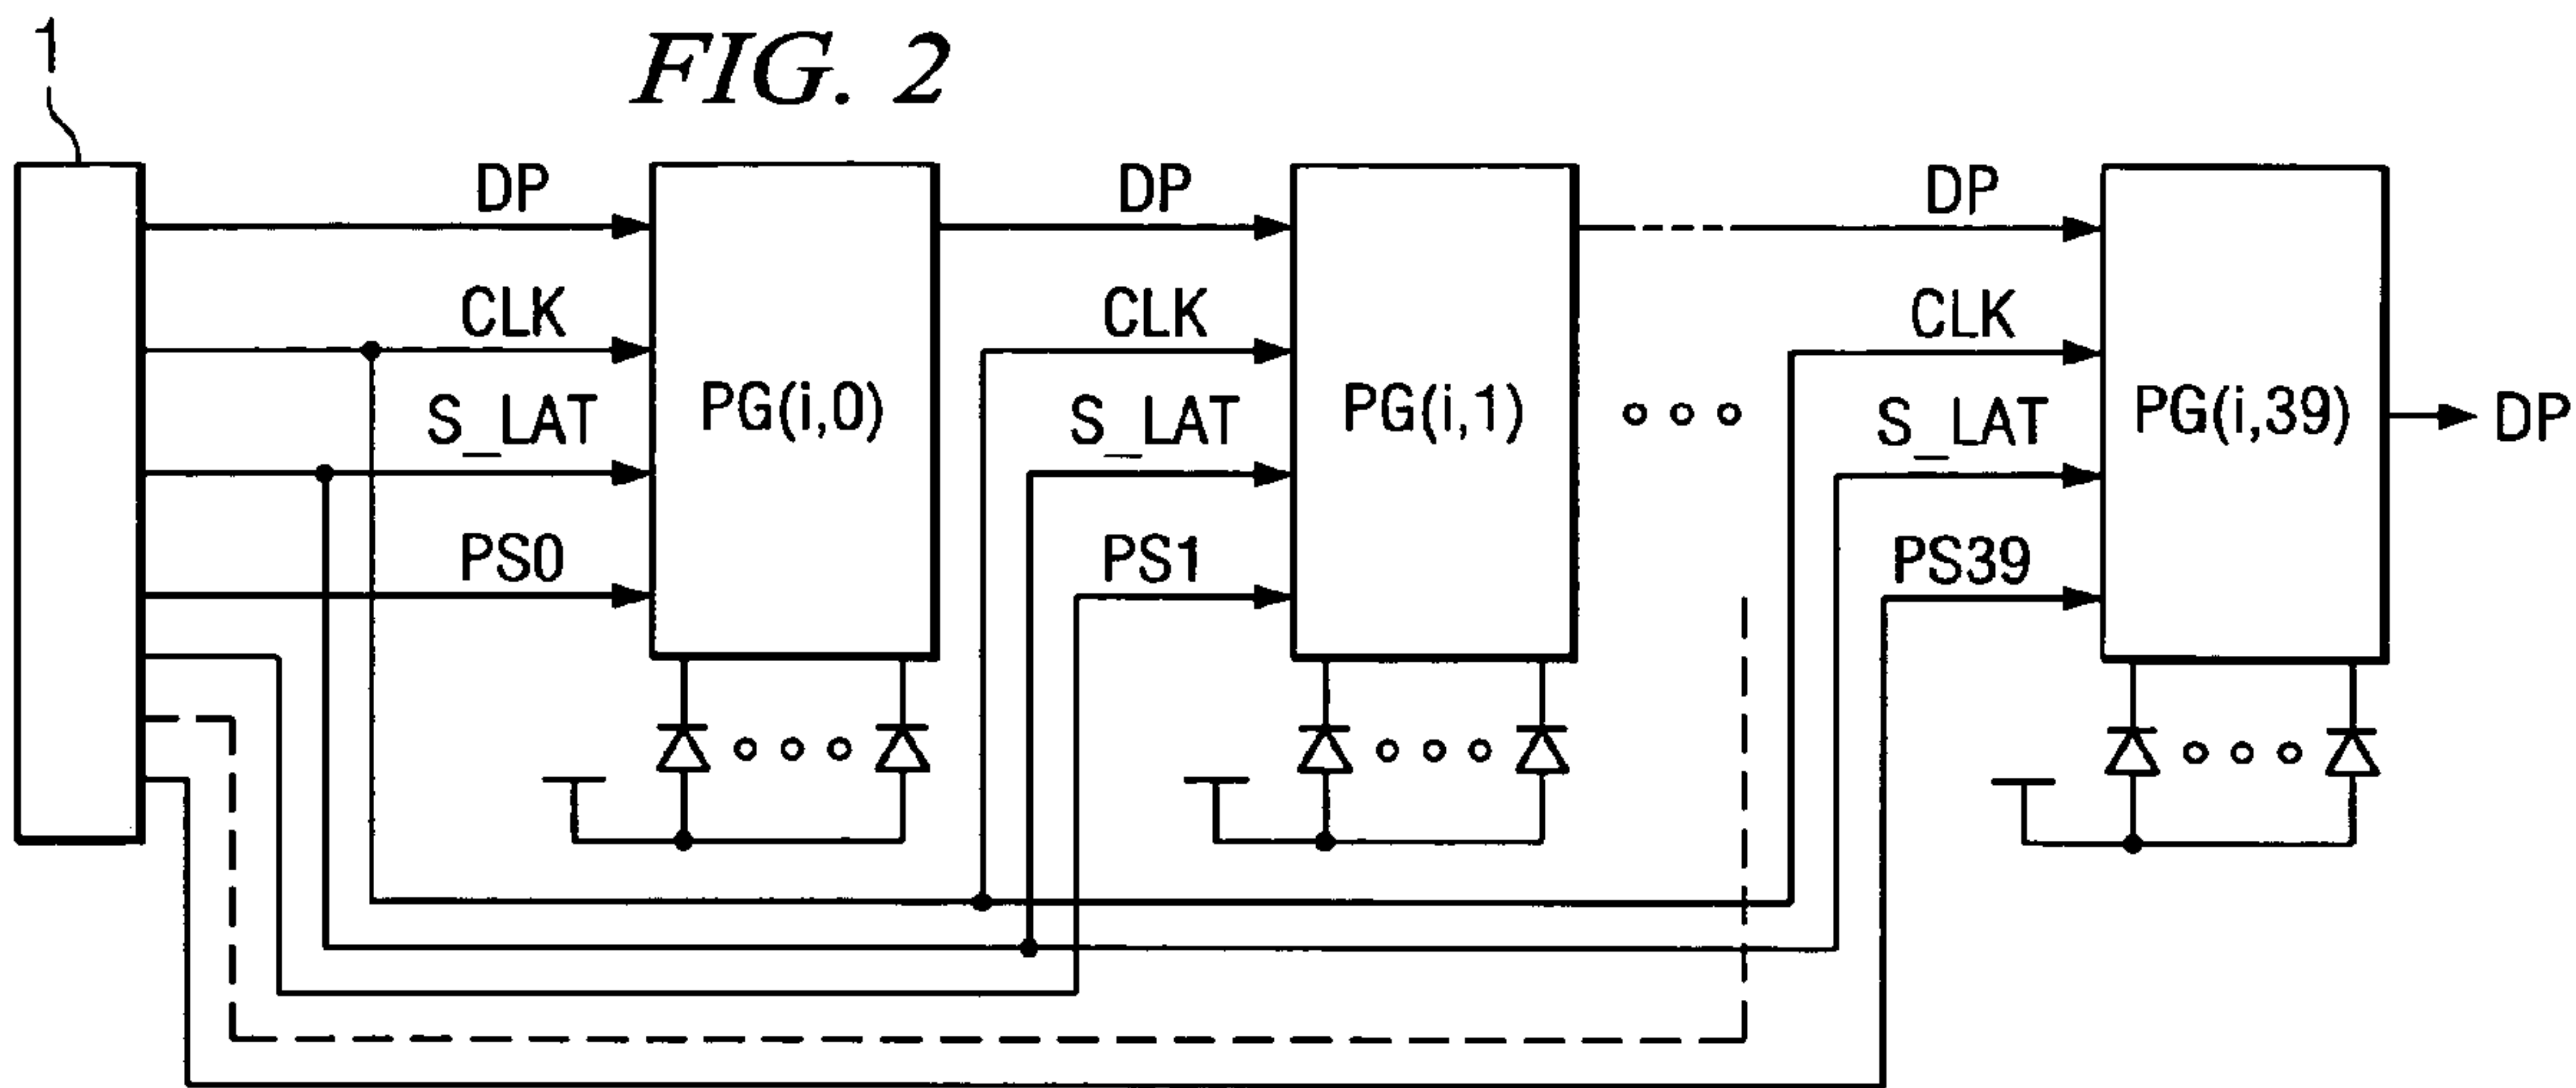 1
FIG. 2
DP DP DP
CLK CLK CLK
PG(i,0) PG(i,1) PG(i,39)
S_LAT S_LAT S_LAT DP
PS0 PS1 PS39